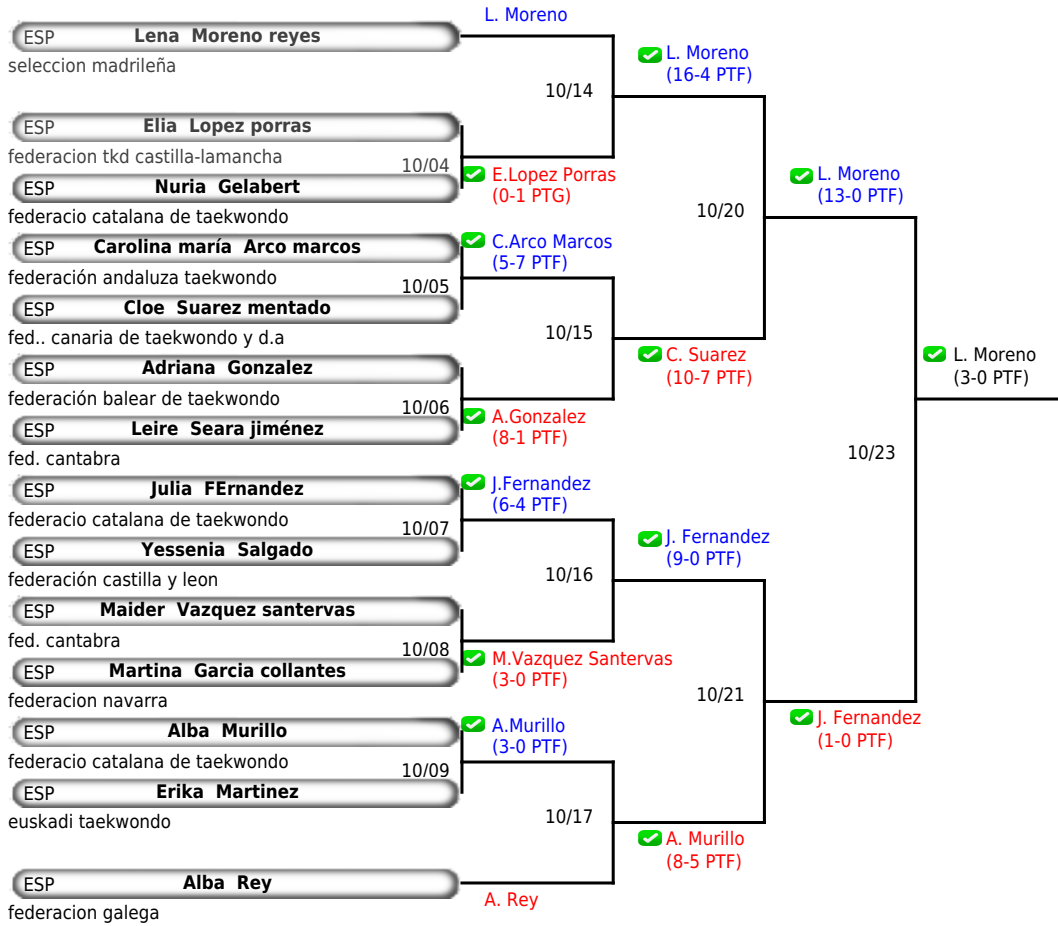 L. Moreno
ESP Lena Moreno reyes
seleccion madrileña
L. Moreno
(16-4 PTF)
10/14
ESP Elia Lopez porras
federacion tkd castilla-lamancha
10/04
E.Lopez Porras
(0-1 PTG)
ESP Nuria Gelabert
federacio catalana de taekwondo
L. Moreno
(13-0 PTF)
10/20
ESP Carolina maría Arco marcos
C.Arco Marcos
(5-7 PTF)
federación andaluza taekwondo
10/05
ESP Cloe Suarez mentado
fed.. canaria de taekwondo y d.a
10/15
C. Suarez
(10-7 PTF)
L. Moreno
(3-0 PTF)
ESP Adriana Gonzalez
federación balear de taekwondo
10/06
A.Gonzalez
(8-1 PTF)
ESP Leire Seara jiménez
fed. cantabra
10/23
ESP Julia FErnandez
J.Fernandez
(6-4 PTF)
federacio catalana de taekwondo
10/07
ESP Yessenia Salgado
federación castilla y leon
J. Fernandez
(9-0 PTF)
10/16
ESP Maider Vazquez santervas
fed. cantabra
10/08
M.Vazquez Santervas
(3-0 PTF)
ESP Martina Garcia collantes
federacion navarra
10/21
J. Fernandez
(1-0 PTF)
ESP Alba Murillo
A.Murillo
(3-0 PTF)
federacio catalana de taekwondo
10/09
ESP Erika Martinez
euskadi taekwondo
10/17
A. Murillo
(8-5 PTF)
ESP Alba Rey
A. Rey
federacion galega